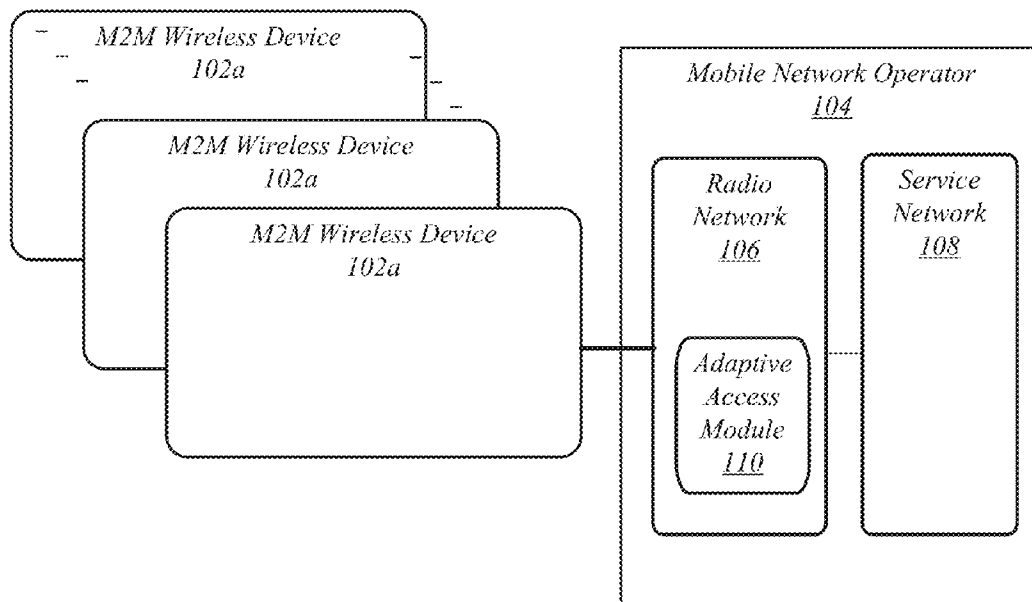 M2M Wireless Device
102a
M2M Wireless Device
102a
M2M Wireless Device
102a
Mobile Network Operator
104
Radio
Network
106
Service
Network
108
Adaptive
Access
Module
110